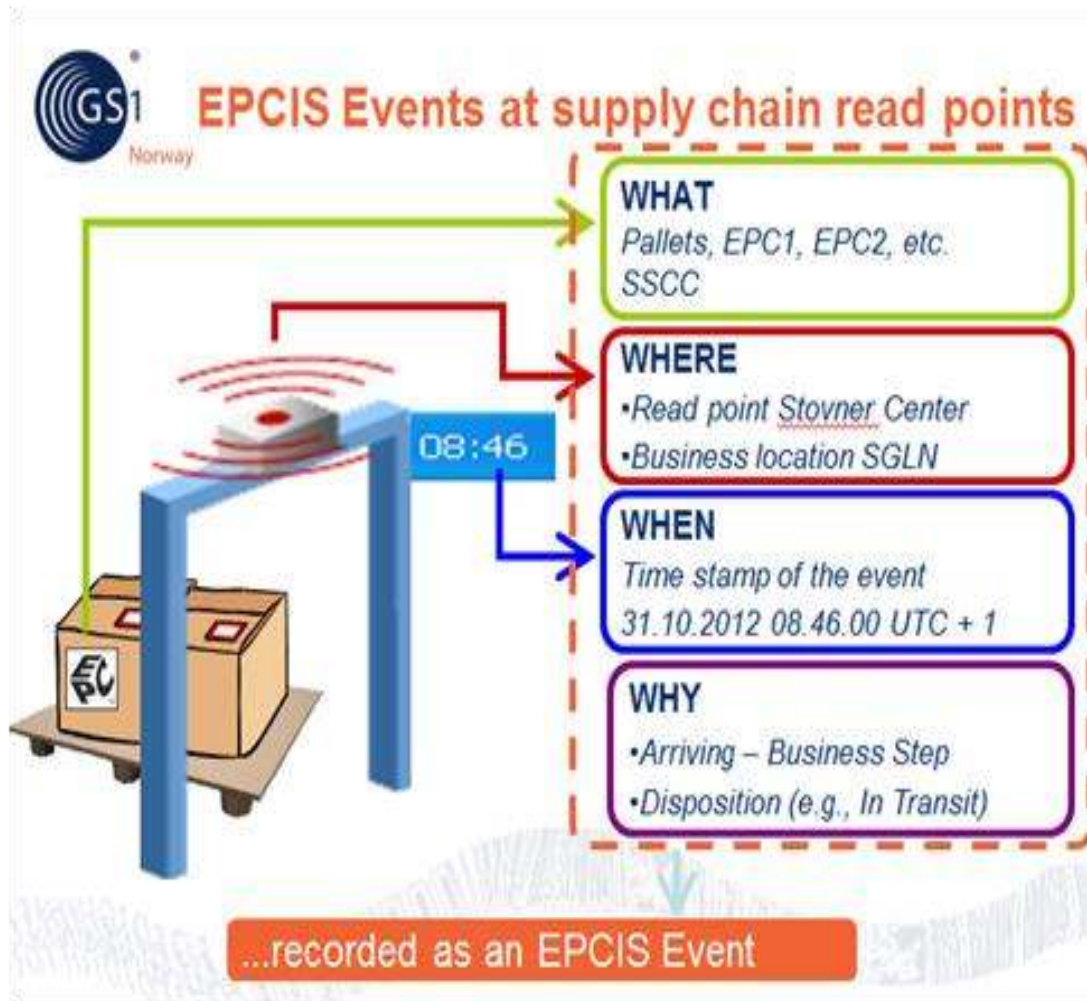 GS1
®
Norway
EPCIS Events at supply chain read points
WHAT
Pallets, EPC1, EPC2, etc.
SSCC
WHERE
•Read point Stovner Center
•Business location SGLN
08:46
WHEN
Time stamp of the event
31.10.2012 08.46.00 UTC + 1
WHY
•Arriving – Business Step
•Disposition (e.g., In Transit)
EPC
...recorded as an EPCIS Event